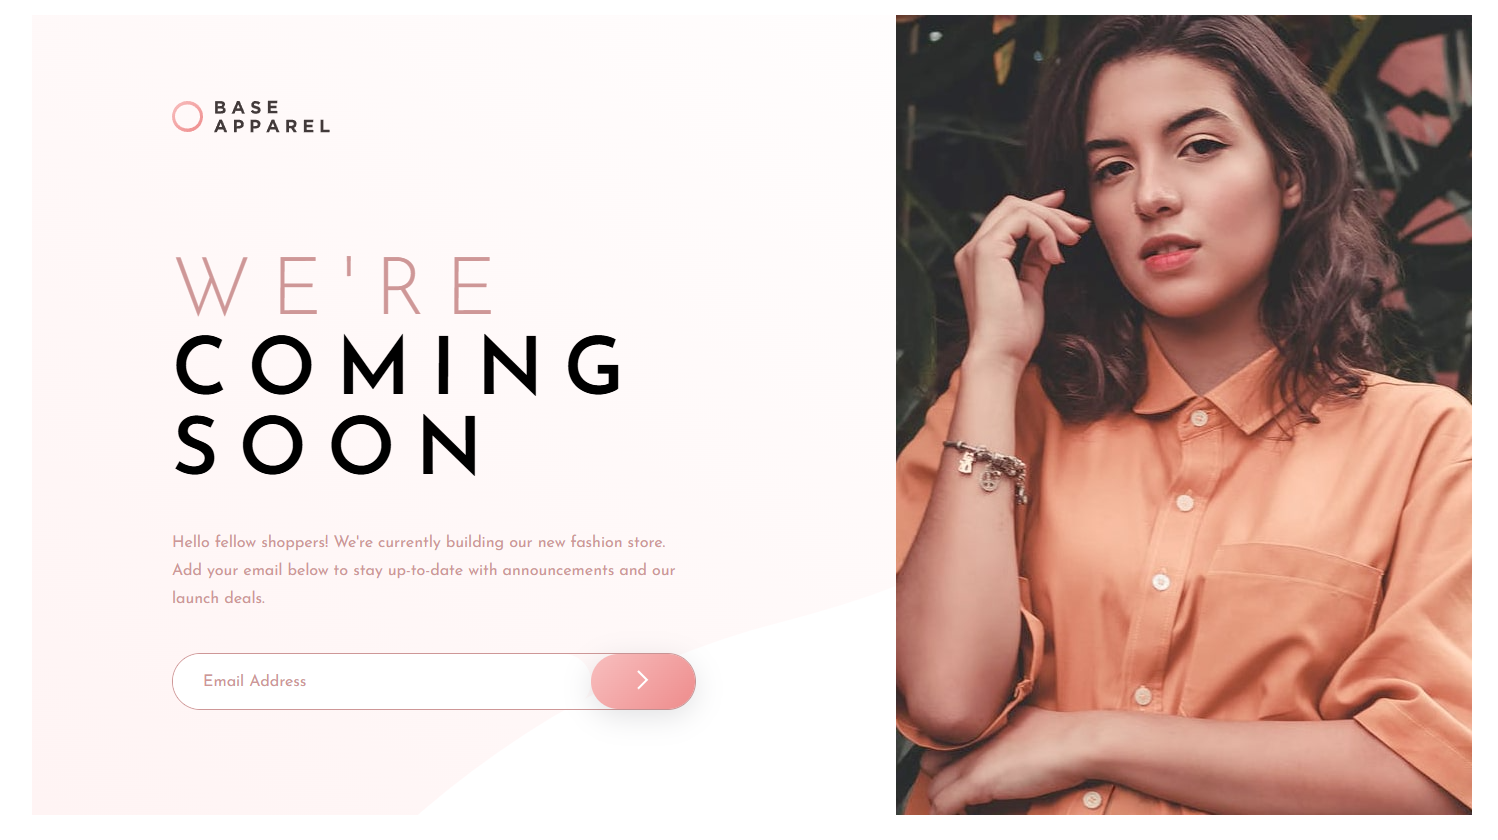 BASE
APPAREL
WE'RE
COMING
SOON
Hello fellow shoppers! We're currently building our new fashion store.
Add your email below to stay up-to-date with announcements and our
launch deals.
Email Address